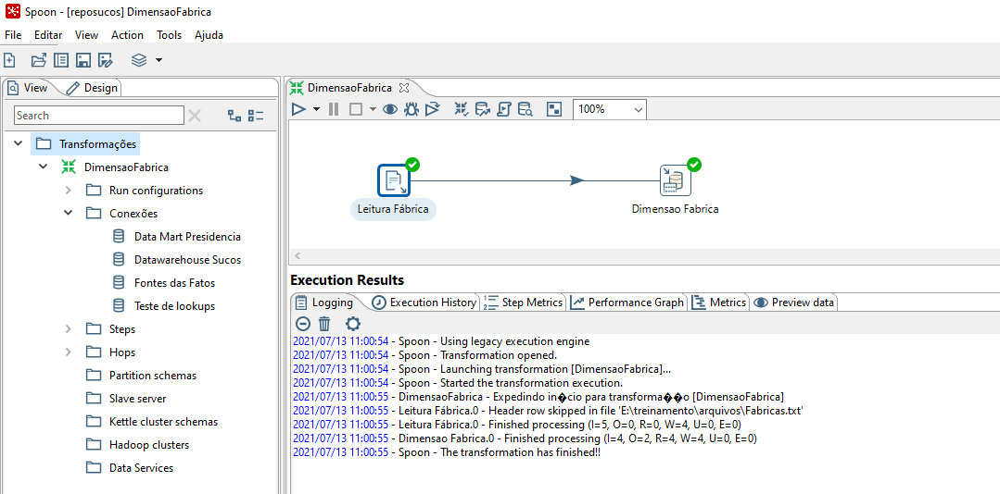 Spoon - [reposucos] DimensaoFabrica
File Editar View Action Tools Ajuda
View Design
Search
Transformações
DimensaoFabrica
Run configurations
Conexões
Data Mart Presidencia
Datawarehouse Sucos
Fontes das Fatos
Teste de lookups
Steps
Hops
Partition schemas
Slave server
Kettle cluster schemas
Hadoop clusters
Data Services
DimensaoFabrica
100%
Leitura Fábrica
Dimensao Fabrica
Execution Results
Logging Execution History Step Metrics Performance Graph Metrics Preview data
2021/07/13 11:00:54 - Spoon - Using legacy execution engine
2021/07/13 11:00:54 - Spoon - Transformation opened.
2021/07/13 11:00:54 - Spoon - Launching transformation [DimensaoFabrica]...
2021/07/13 11:00:54 - Spoon - Started the transformation execution.
2021/07/13 11:00:55 - DimensaoFabrica - Expedindo in�cio para transforma��o [DimensaoFabrica]
2021/07/13 11:00:55 - Leitura Fábrica.0 - Header row skipped in file 'E:\treinamento\arquivos\Fabricas.txt'
2021/07/13 11:00:55 - Leitura Fábrica.0 - Finished processing (I=5, O=0, R=0, W=4, U=0, E=0)
2021/07/13 11:00:55 - Dimensao Fabrica.0 - Finished processing (I=4, O=2, R=4, W=4, U=0, E=0)
2021/07/13 11:00:55 - Spoon - The transformation has finished!!